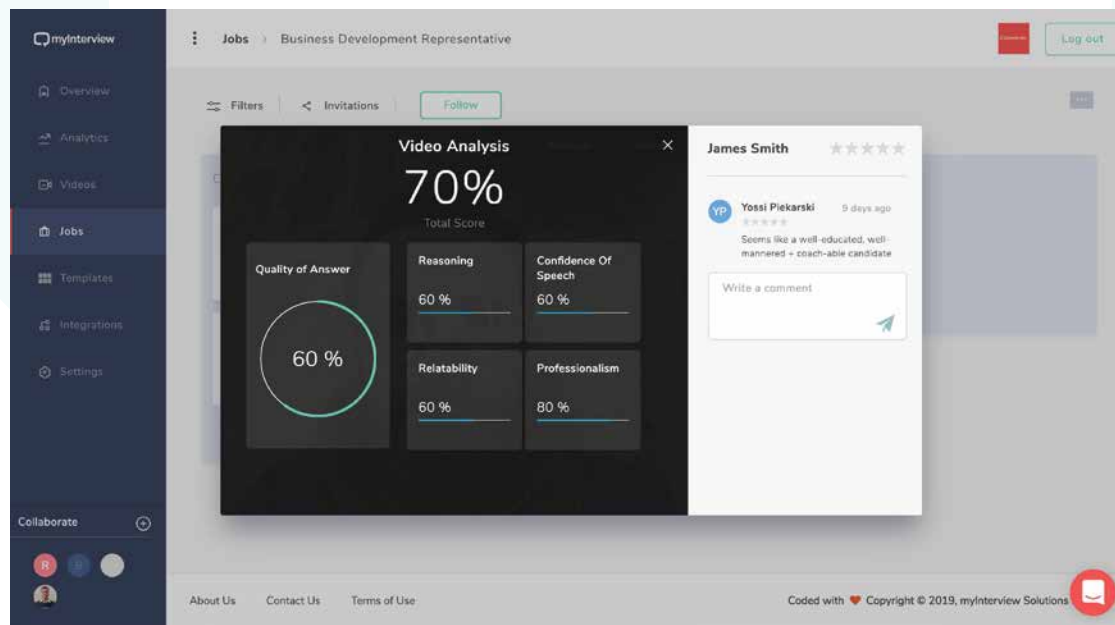 myInterview
Jobs › Business Development Representative
Log out
Overview
Analytics
Videos
Jobs
Templates
Integrations
Settings
Filters
Invitations
Follow
Video Analysis
70%
Total Score
Quality of Answer
60 %
Reasoning
60 %
Confidence Of
Speech
60 %
Relatability
60 %
Professionalism
80 %
James Smith
YP
Yossi Piekarski
9 days ago
Seems like a well-educated, well-
mannered + coach-able candidate
Write a comment
Collaborate
R
About Us
Contact Us
Terms of Use
Coded with ❤ Copyright © 2019, myInterview Solutions